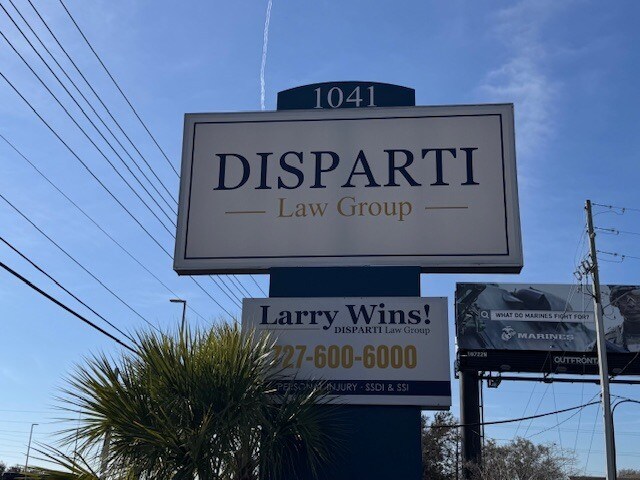 1041
DISPARTI
Law Group
Larry Wins!
DISPARTI Law Group
727-600-6000
PERSONAL INJURY · SSDI & SSI
WHAT DO MARINES FIGHT FOR?
MARINES
OUTFRONT